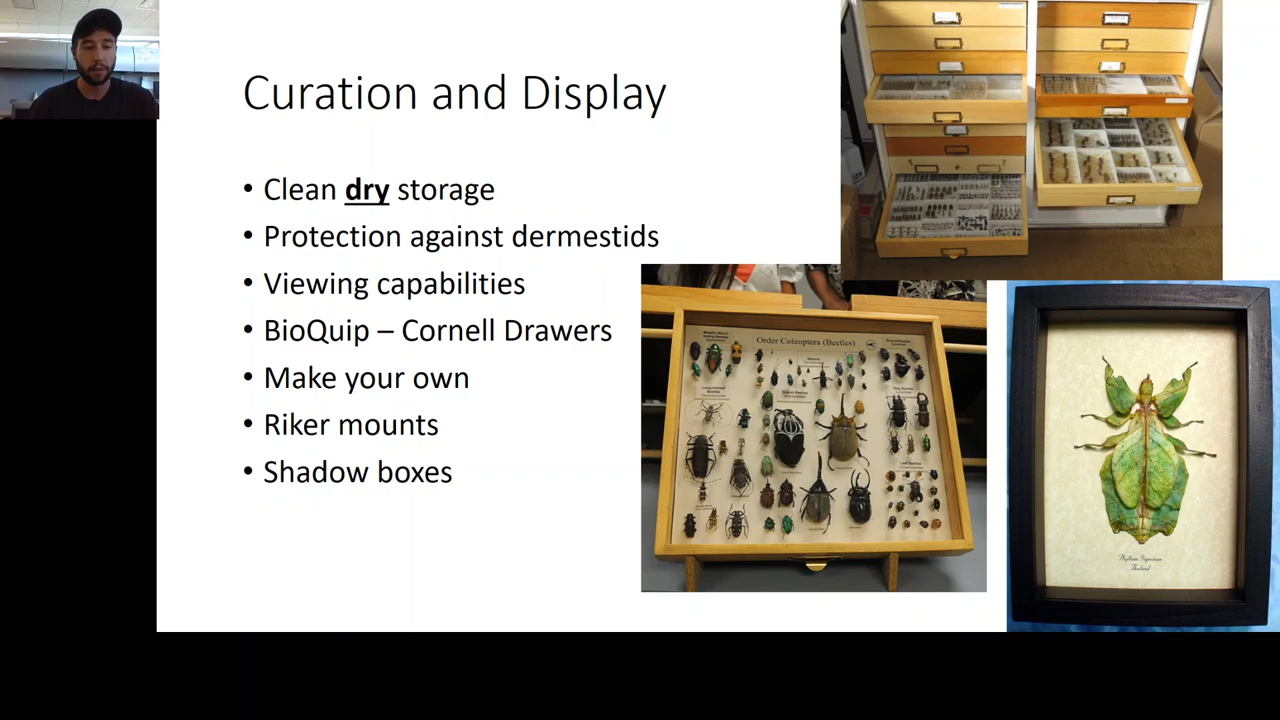 Curation and Display
• Clean dry storage
• Protection against dermestids
• Viewing capabilities
• BioQuip – Cornell Drawers
• Make your own
• Riker mounts
• Shadow boxes
Order Coleoptera (Beetles)
Thailand